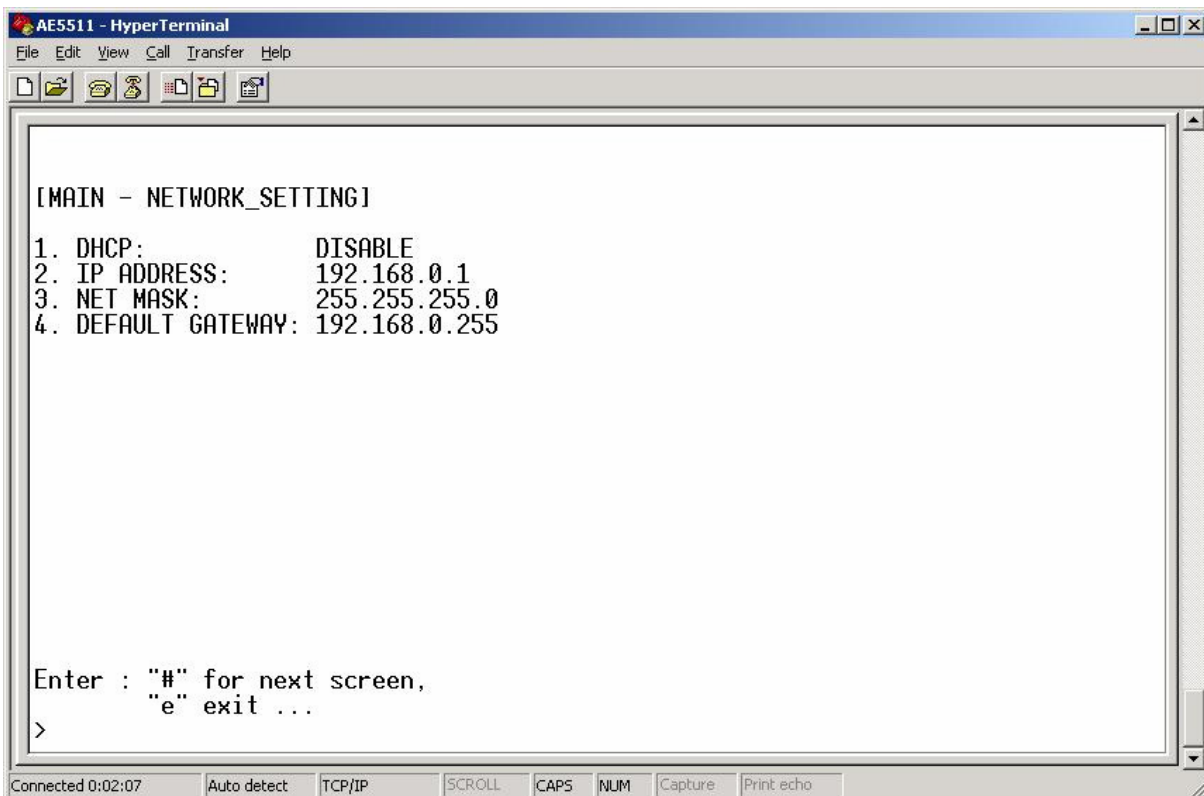 AE5511 - HyperTerminal
File Edit View Call Transfer Help
[MAIN - NETWORK_SETTING]
1. DHCP: DISABLE
2. IP ADDRESS: 192.168.0.1
3. NET MASK: 255.255.255.0
4. DEFAULT GATEWAY: 192.168.0.255
Enter : "#" for next screen,
"e" exit ...
>
Connected 0:02:07 Auto detect TCP/IP SCROLL CAPS NUM Capture Print echo